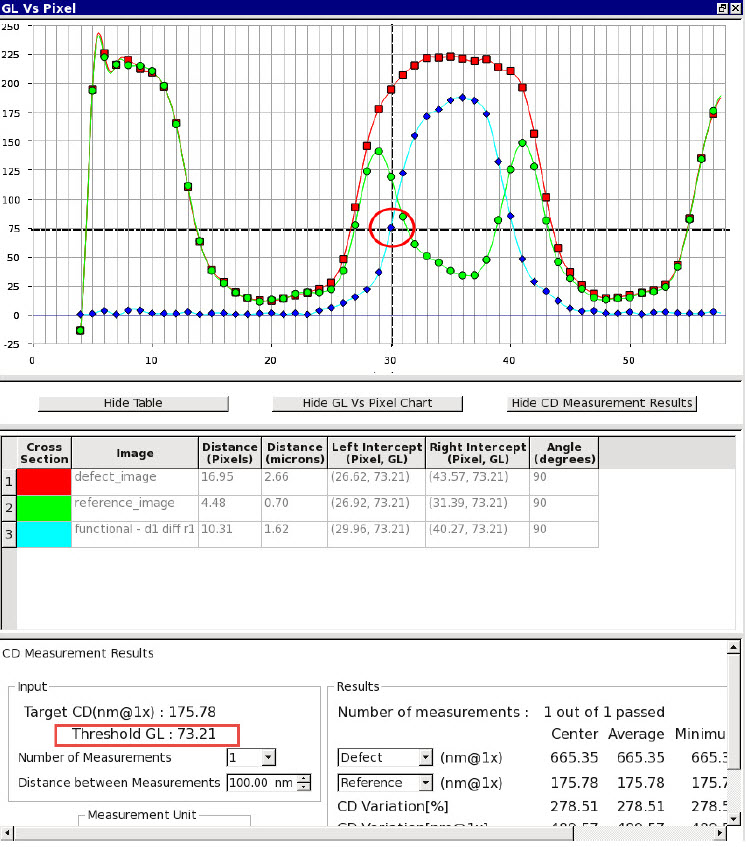 GL Vs Pixel
250
225
200
175
150
125
100
75
50
25
0
-25
0 10 20 30 40 50
Hide Table Hide GL Vs Pixel Chart Hide CD Measurement Results
Cross Section Image Distance (Pixels) Distance (microns) Left Intercept (Pixel, GL) Right Intercept (Pixel, GL) Angle (degrees)
1 defect_image 16.95 2.66 (26.62, 73.21) (43.57, 73.21) 90
2 reference_image 4.48 0.70 (26.92, 73.21) (31.39, 73.21) 90
3 functional - d1 diff r1 10.31 1.62 (29.96, 73.21) (40.27, 73.21) 90
CD Measurement Results
Input
Target CD(nm@1x) : 175.78
Threshold GL : 73.21
Number of Measurements 1
Distance between Measurements 100.00 nm
Measurement Unit
Results
Number of measurements : 1 out of 1 passed
Center Average Minimu
Defect (nm@1x) 665.35 665.35 665.3
Reference (nm@1x) 175.78 175.78 175.7
CD Variation[%] 278.51 278.51 278.5